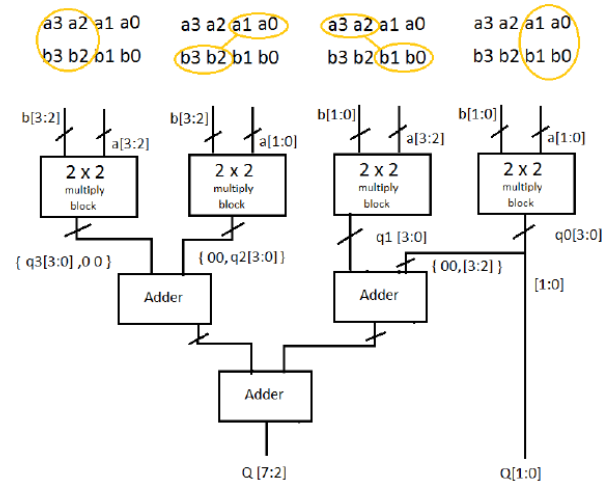 a3 a2 a1 a0
b3 b2 b1 b0
a3 a2 a1 a0
b3 b2 b1 b0
a3 a2 a1 a0
b3 b2 b1 b0
a3 a2 a1 a0
b3 b2 b1 b0
b[3:2]
a[3:2]
b[3:2]
a[1:0]
b[1:0]
a[3:2]
b[1:0]
a[1:0]
2 x 2
multiply
block
2 x 2
multiply
block
2 x 2
multiply
block
2 x 2
multiply
block
{ q3[3:0] ,0 0 }
{ 00, q2[3:0] }
q1 [3:0]
q0[3:0]
{ 00, [3:2] }
[1:0]
Adder
Adder
Adder
Q [7:2]
Q[1:0]